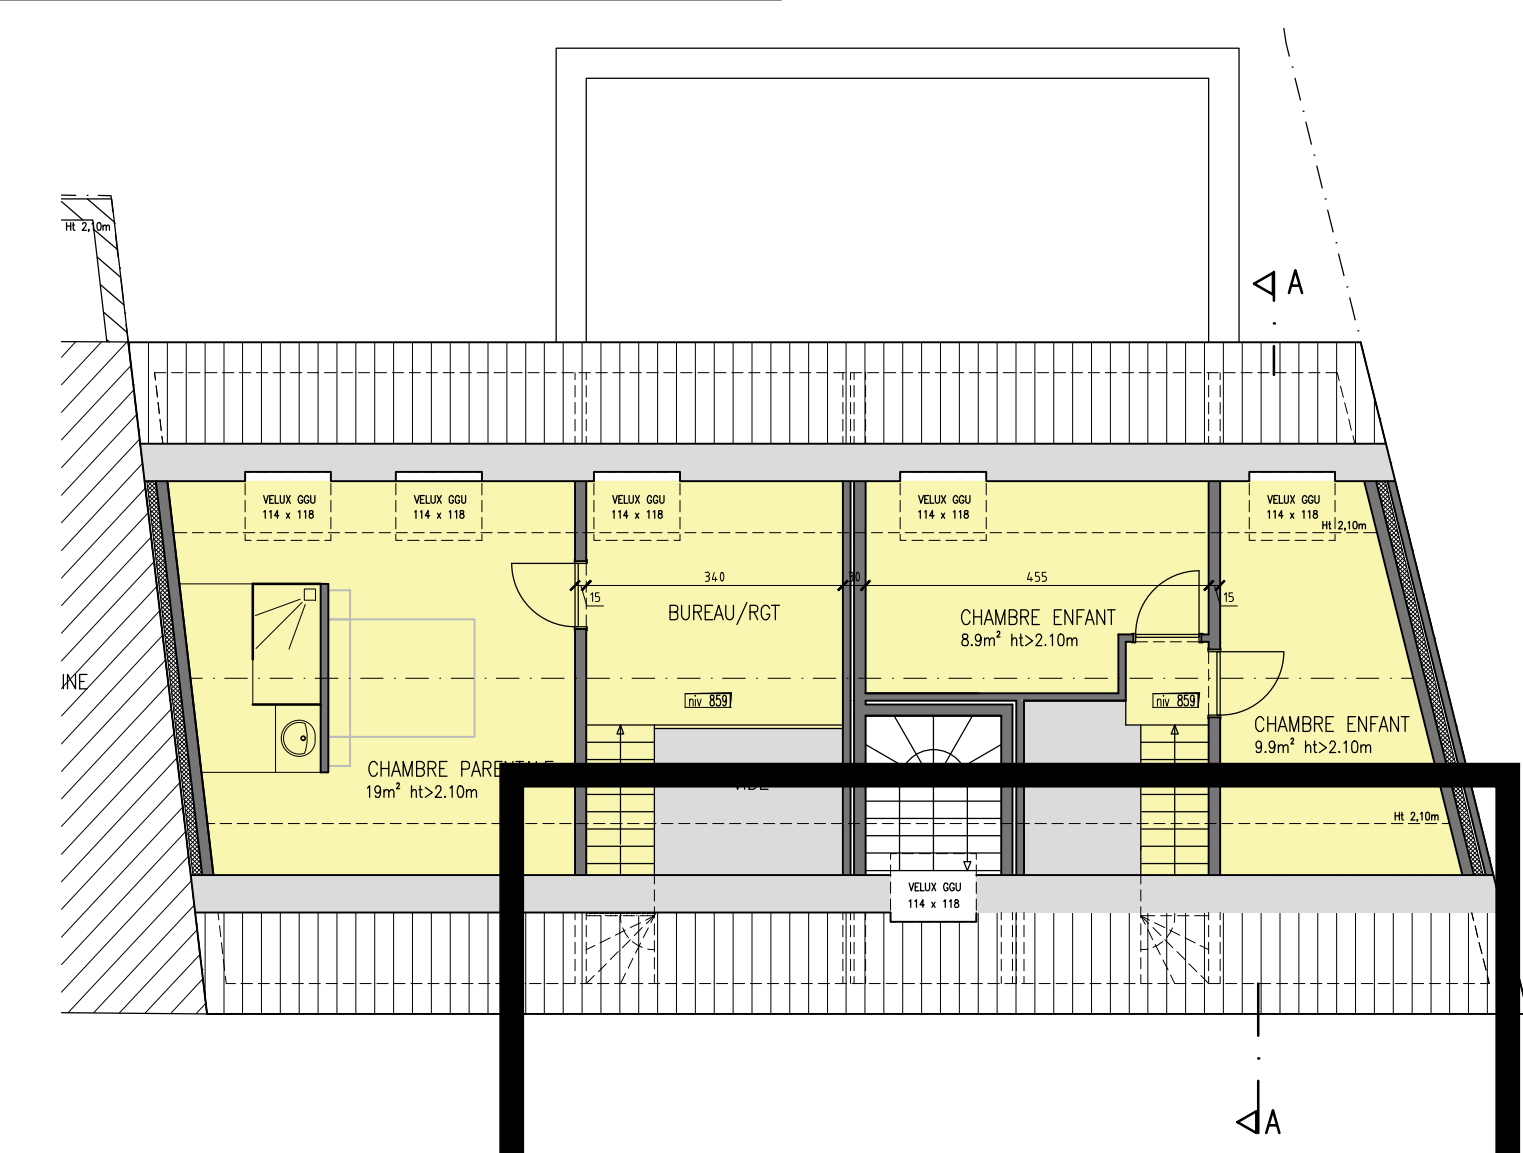 Ht 2,10m
A
VELUX GGU
114 x 118
VELUX GGU
114 x 118
VELUX GGU
114 x 118
VELUX GGU
114 x 118
VELUX GGU
114 x 118
Ht 2,10m
340
455
15
15
BUREAU/RGT
CHAMBRE ENFANT
8.9m² ht>2.10m
niv 859
niv 859
CHAMBRE ENFANT
9.9m² ht>2.10m
CHAMBRE PARENTALE
19m² ht>2.10m
VIDE
Ht 2,10m
VELUX GGU
114 x 118
A